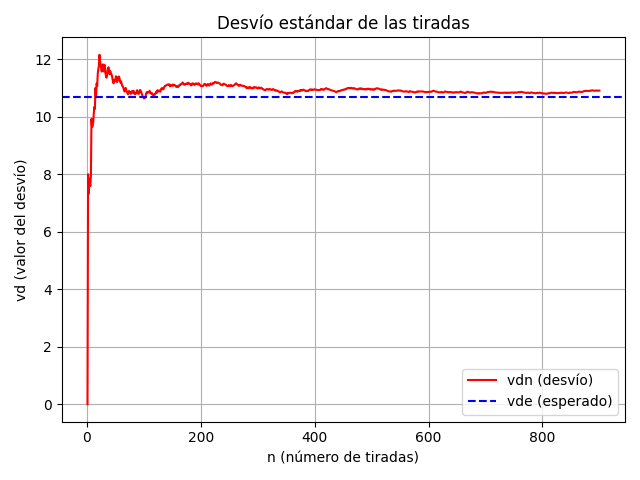 Desvío estándar de las tiradas
vd (valor del desvío)
12
10
8
6
4
2
0
0 200 400 600 800
n (número de tiradas)
vdn (desvío)
vde (esperado)